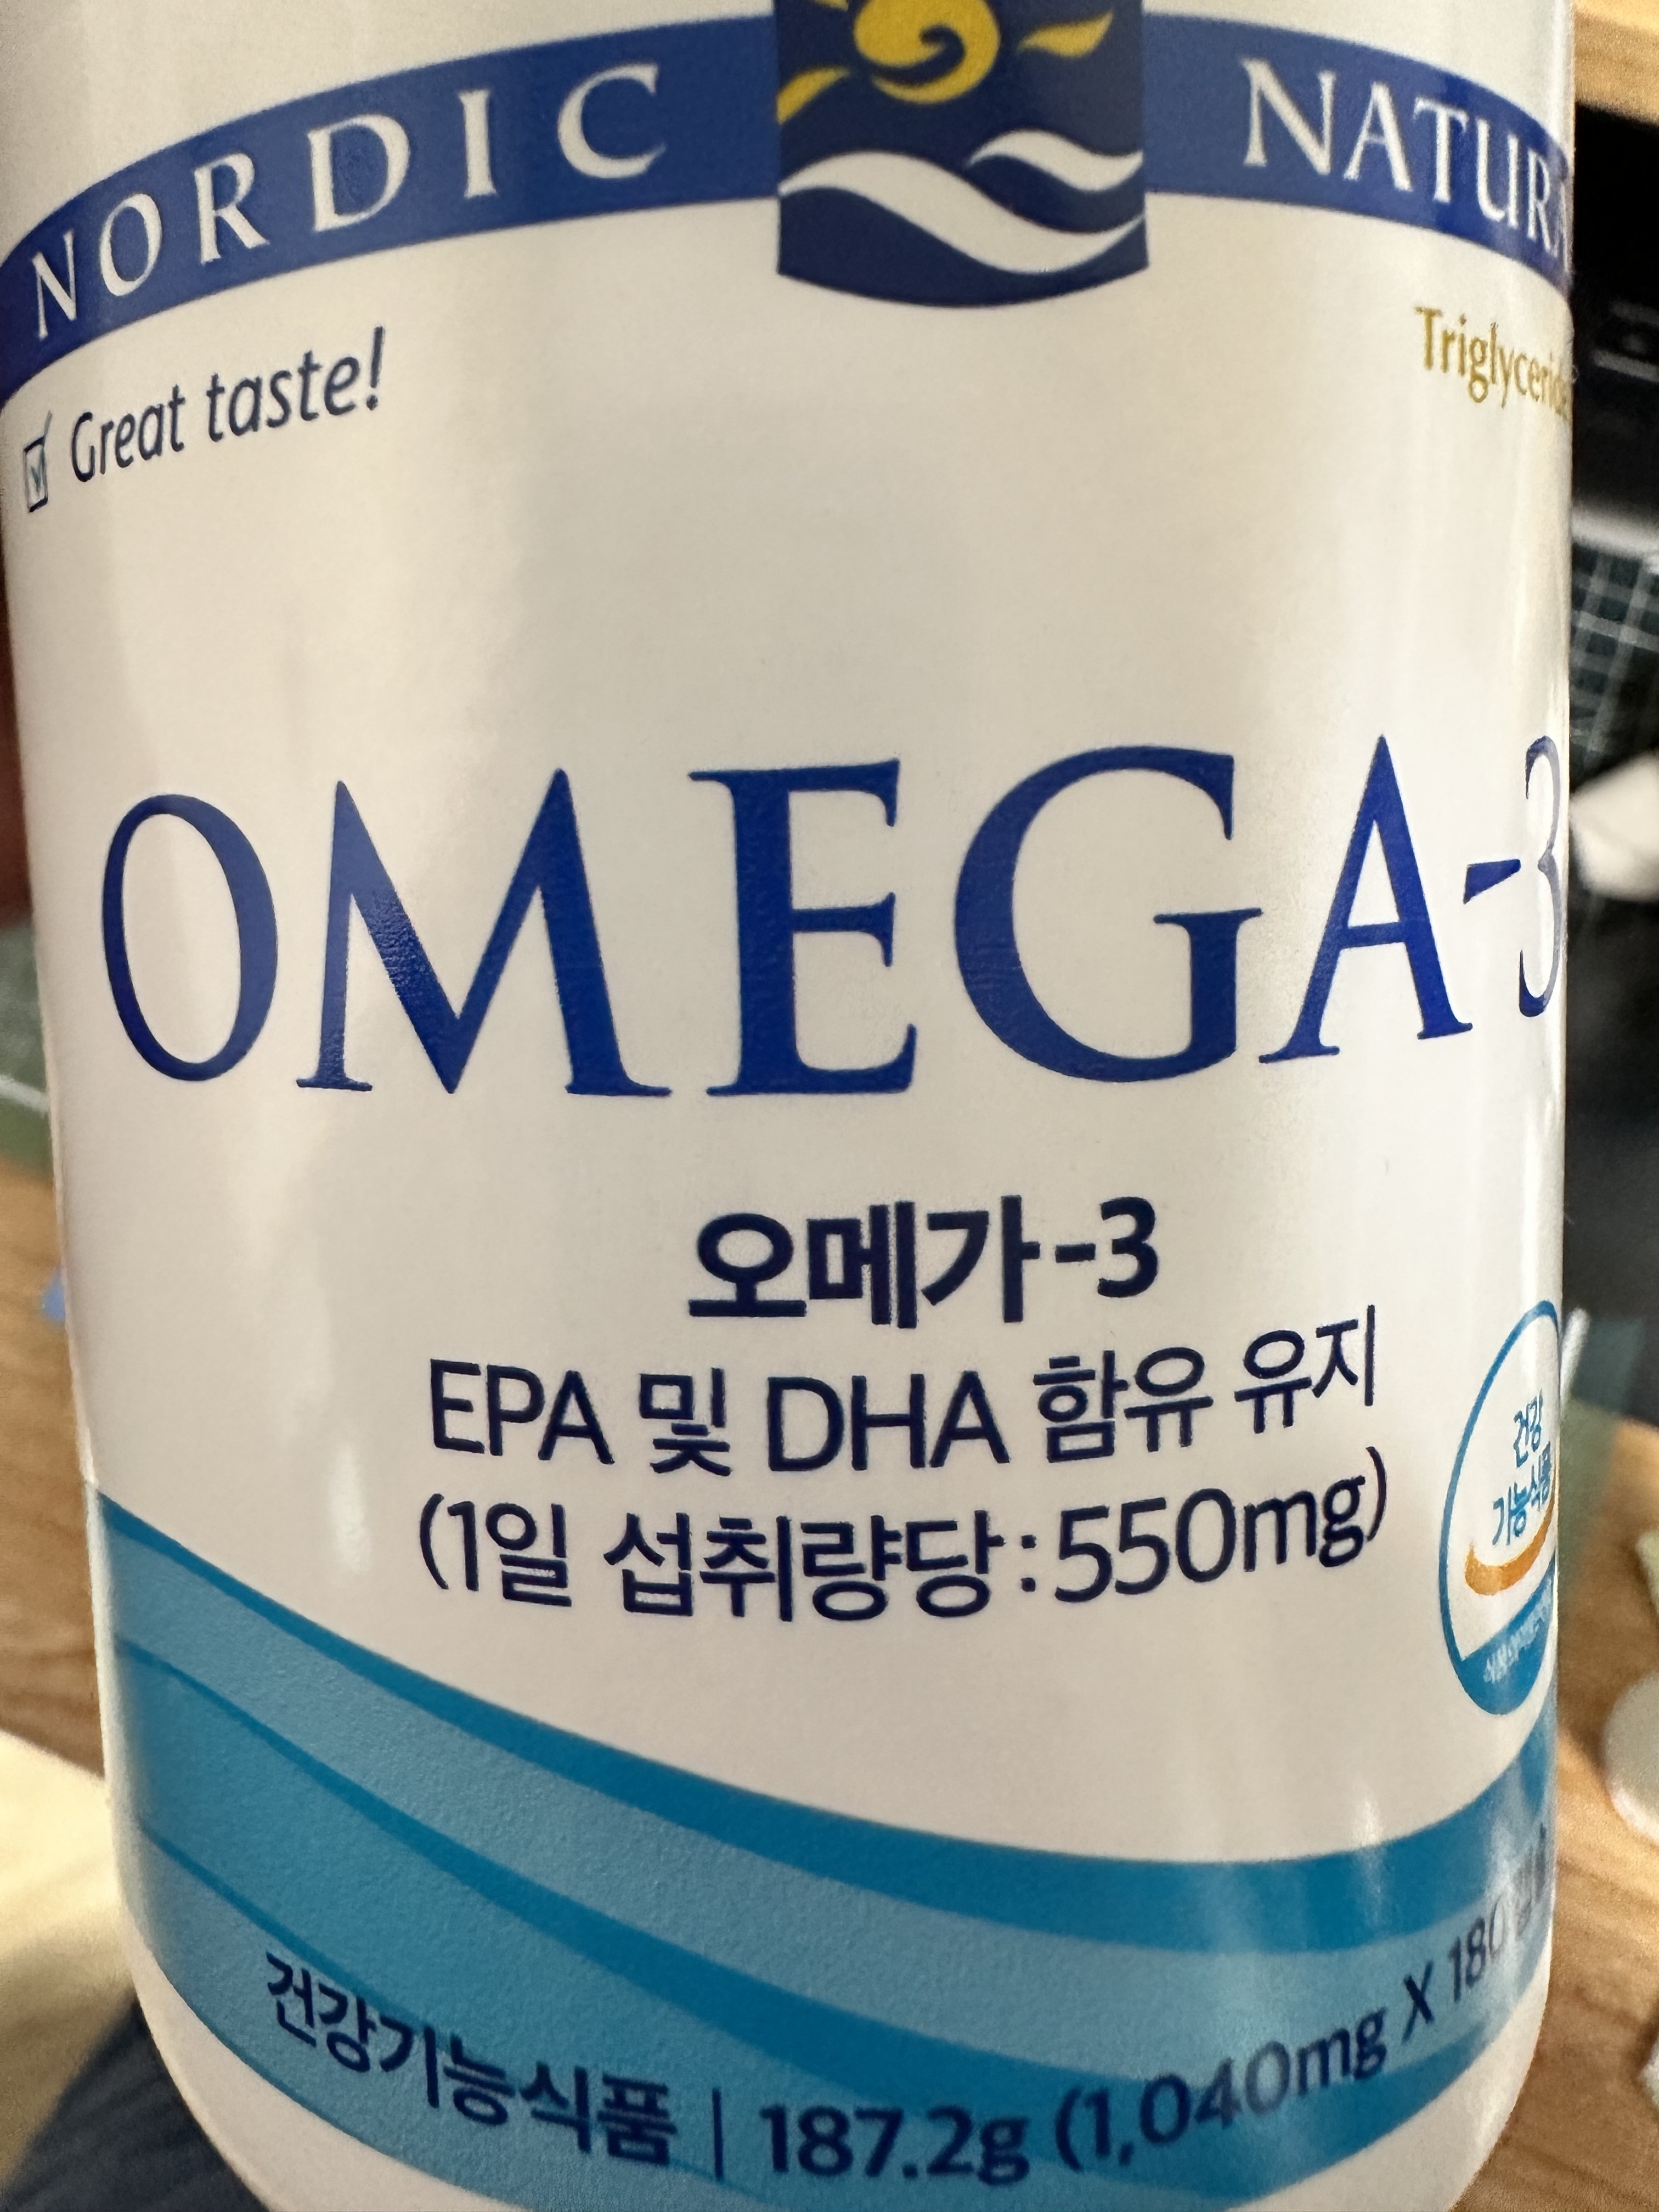 NORDIC NATUR
Great taste!
Triglyceride
OMEGA-3
오메가-3
EPA 및 DHA 함유 유지
(1일 섭취량당:550mg)
건강
기능식품
건강기능식품 | 187.2g (1,040mg X 180